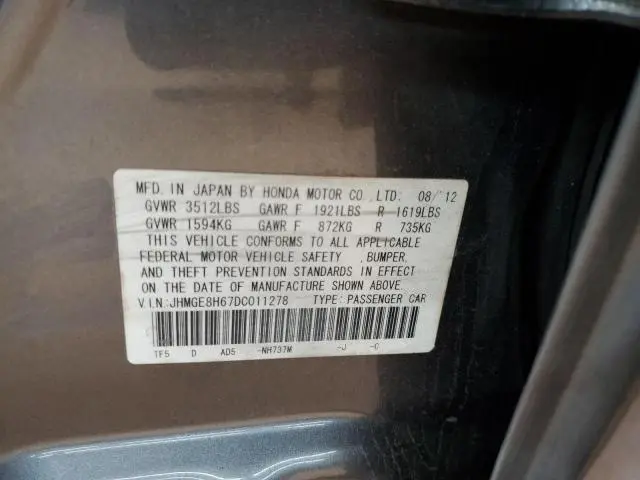 MFD. IN JAPAN BY HONDA MOTOR CO.,LTD: 08/'12
GVWR 3512LBS GAWR F 1921LBS R 1619LBS
GVWR 1594KG GAWR F 872KG R 735KG
THIS VEHICLE CONFORMS TO ALL APPLICABLE
FEDERAL MOTOR VEHICLE SAFETY ,BUMPER,
AND THEFT PREVENTION STANDARDS IN EFFECT
ON THE DATE OF MANUFACTURE SHOWN ABOVE.
V.I.N.:JHMGE8H67DC011278 TYPE:PASSENGER CAR
TF5 D AD5 -NH737M -J -0